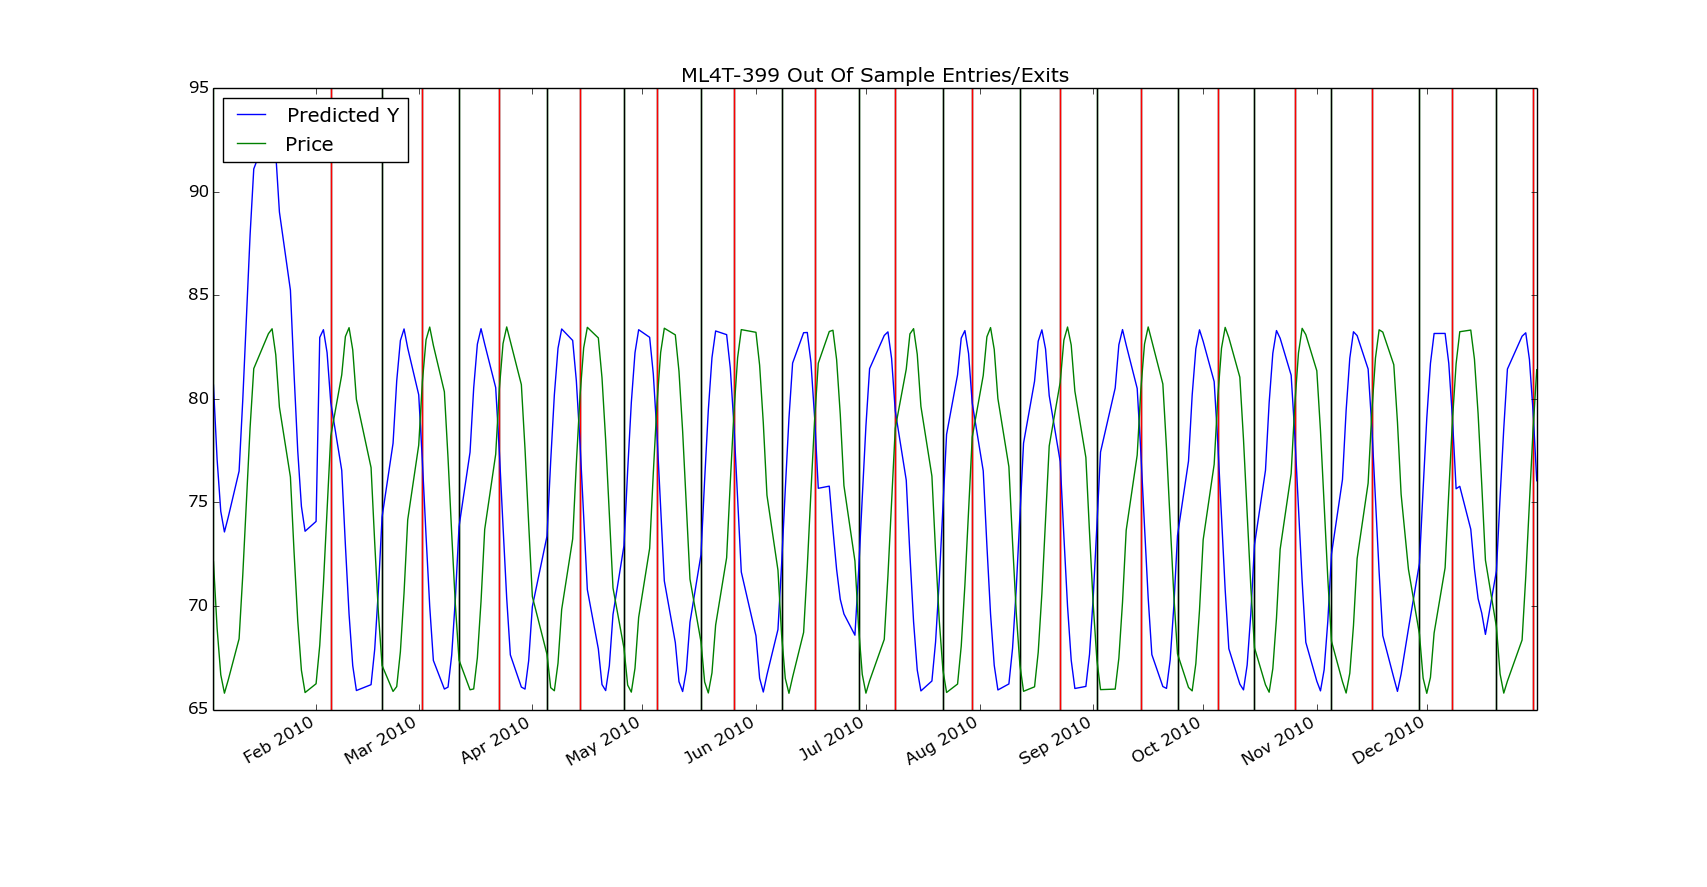 ML4T-399 Out Of Sample Entries/Exits
Predicted Y
Price
95
90
85
80
75
70
65
Feb 2010
Mar 2010
Apr 2010
May 2010
Jun 2010
Jul 2010
Aug 2010
Sep 2010
Oct 2010
Nov 2010
Dec 2010